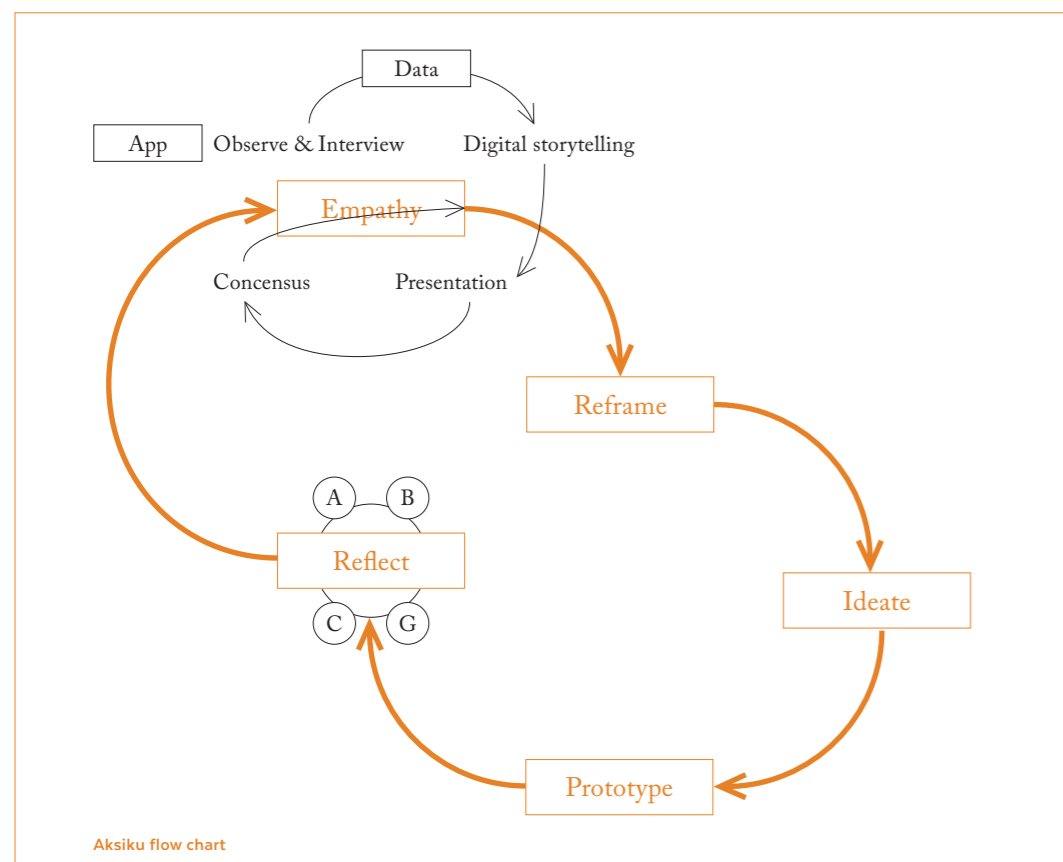 Data
App
Observe & Interview
Digital storytelling
Empathy
Concensus
Presentation
Reframe
A
B
Reflect
C
G
Ideate
Prototype
Aksiku flow chart